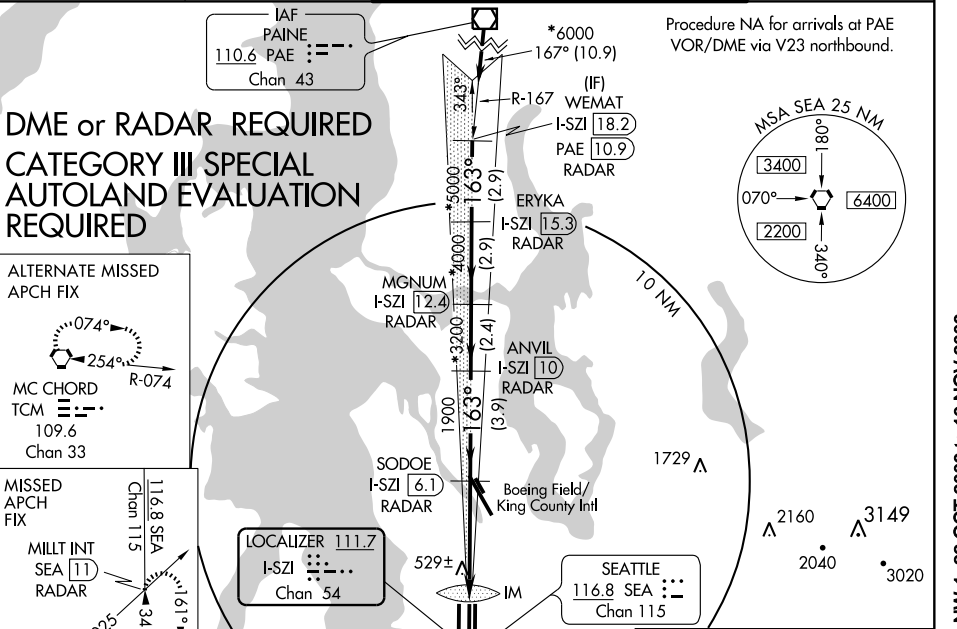 IAF
PAINE
110.6 PAE
Chan 43
*6000
167° (10.9)
Procedure NA for arrivals at PAE
VOR/DME via V23 northbound.
DME or RADAR REQUIRED
CATEGORY III SPECIAL
AUTOLAND EVALUATION
REQUIRED
343°
R-167
(IF)
WEMAT
I-SZI 18.2
PAE 10.9
RADAR
*5000
163°
(2.9)
MSA SEA 25 NM
180°
3400
070°
6400
2200
340°
ERYKA
I-SZI 15.3
RADAR
*4000
(2.9)
10 NM
ALTERNATE MISSED
APCH FIX
074°
254°
R-074
MC CHORD
TCM
109.6
Chan 33
MGNUM
I-SZI 12.4
RADAR
*3200
(2.4)
ANVIL
I-SZI 10
RADAR
1900
163°
(3.9)
SODOE
I-SZI 6.1
RADAR
Boeing Field/
King County Intl
1729
2160
3149
2040
3020
MISSED
APCH
FIX
116.8 SEA
Chan 115
MILLT INT
SEA 11
RADAR
161°
34
LOCALIZER 111.7
I-SZI
Chan 54
529±
IM
SEATTLE
116.8 SEA
Chan 115